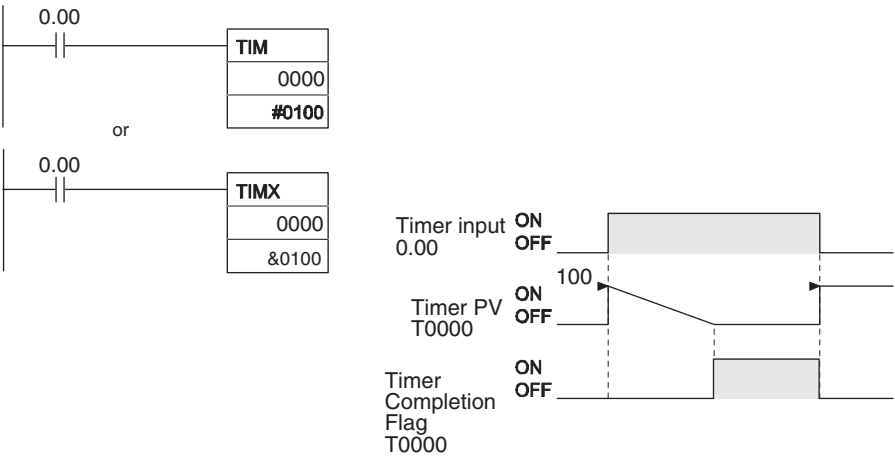 0.00
TIM
0000
#0100
or
0.00
TIMX
0000
&0100
Timer input
0.00
ON
OFF
100
Timer PV
T0000
ON
OFF
Timer
Completion
Flag
T0000
ON
OFF